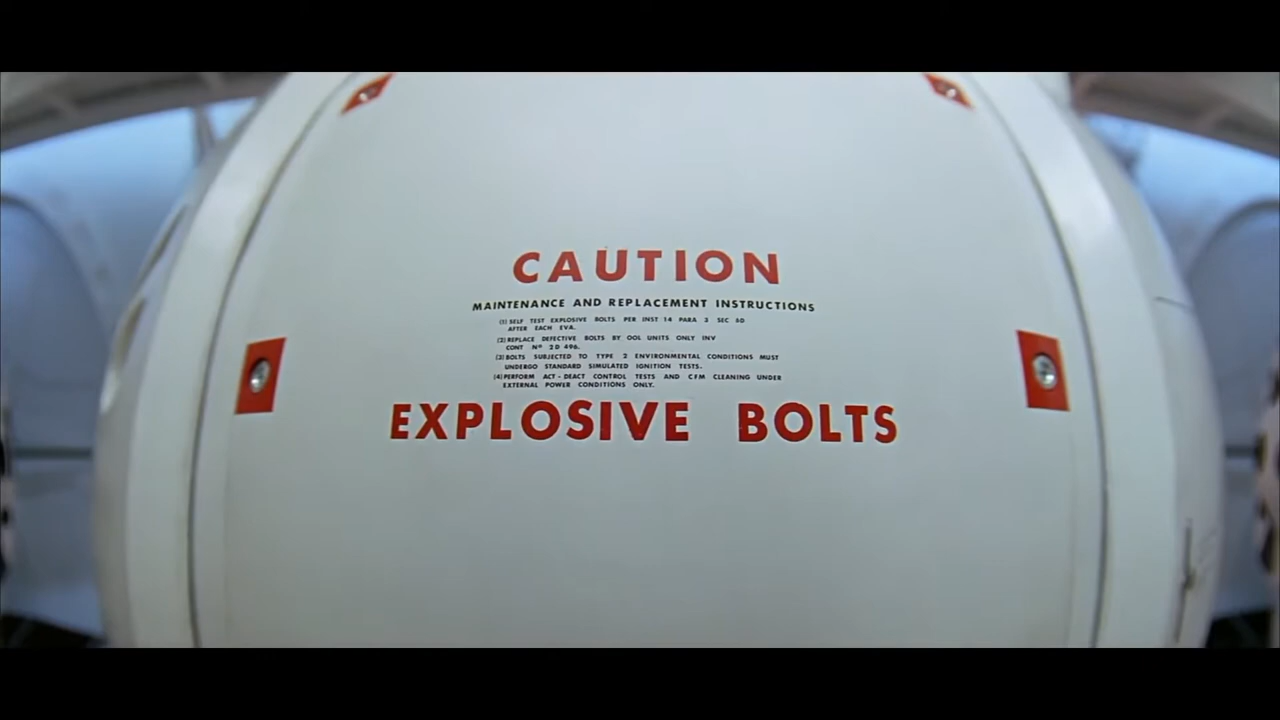 CAUTION
MAINTENANCE AND REPLACEMENT INSTRUCTIONS
(1) SELF TEST EXPLOSIVE BOLTS PER INST 14 PARA 3 SEC 5D
AFTER EACH EVA.
(2) REPLACE DEFECTIVE BOLTS BY OOL UNITS ONLY INV
CONT Nº 2D 496.
(3) BOLTS SUBJECTED TO TYPE 2 ENVIRONMENTAL CONDITIONS MUST
UNDERGO STANDARD SIMULATED IGNITION TESTS.
(4) PERFORM ACT-DEACT CONTROL TESTS AND CFM CLEANING UNDER
EXTERNAL POWER CONDITIONS ONLY.
EXPLOSIVE BOLTS